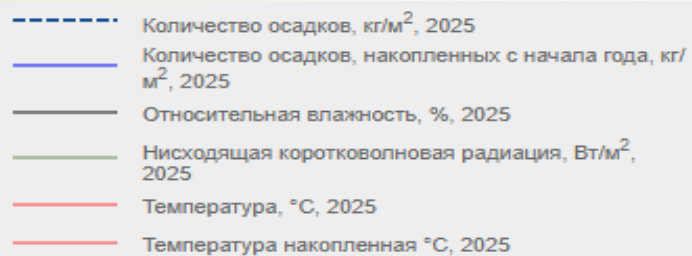 Количество осадков, кг/м², 2025
Количество осадков, накопленных с начала года, кг/
м², 2025
Относительная влажность, %, 2025
Нисходящая коротковолновая радиация, Вт/м²,
2025
Температура, °C, 2025
Температура накопленная °C, 2025